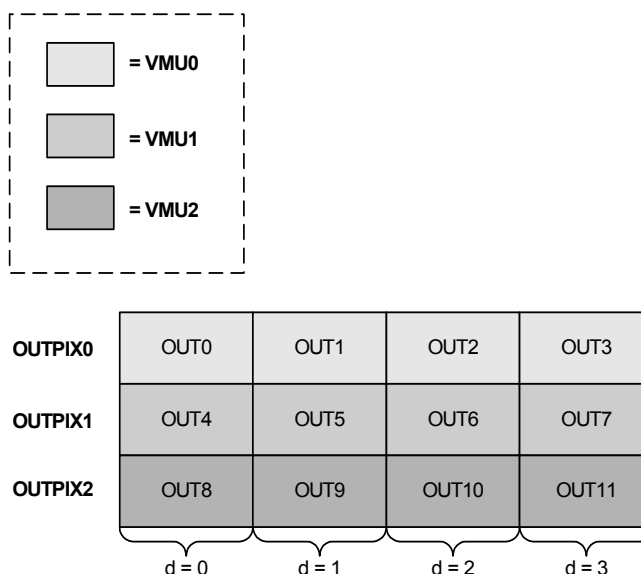 = VMU0
= VMU1
= VMU2
OUTPIX0 OUT0 OUT1 OUT2 OUT3
OUTPIX1 OUT4 OUT5 OUT6 OUT7
OUTPIX2 OUT8 OUT9 OUT10 OUT11
d = 0 d = 1 d = 2 d = 3